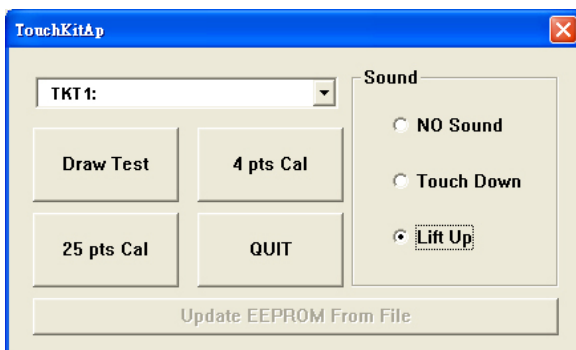 TouchKitAp
TKT1:
Sound
NO Sound
Touch Down
Lift Up
Draw Test
4 pts Cal
25 pts Cal
QUIT
Update EEPROM From File